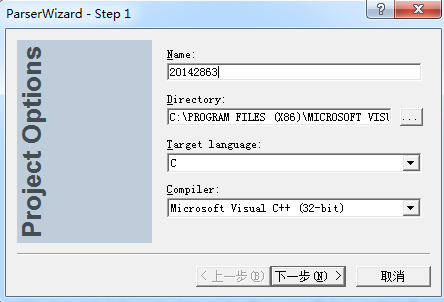 ParserWizard - Step 1
Project Options
Name:
20142863
Directory:
C:\PROGRAM FILES (X86)\MICROSOFT VISU
...
Target language:
C
Compiler:
Microsoft Visual C++ (32-bit)
< 上一步(B) 下一步(N) > 取消